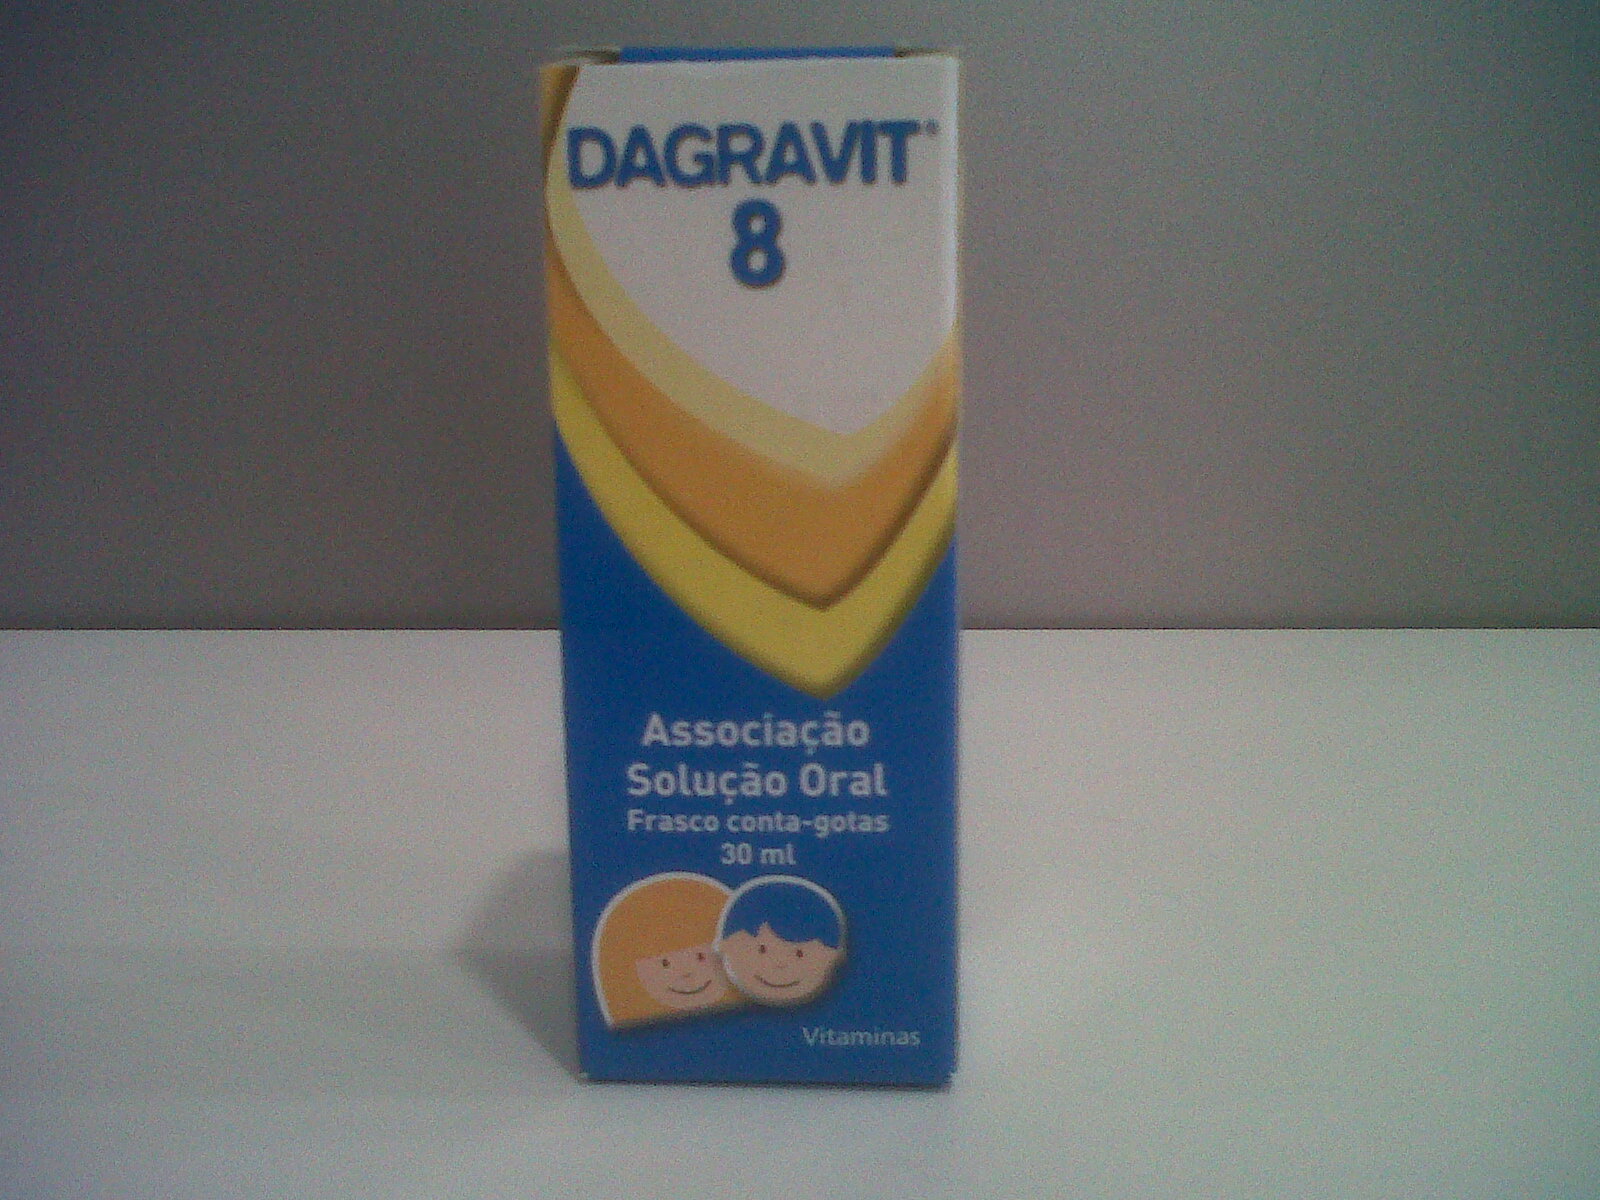 DAGRAVIT®
8
Associação
Solução Oral
Frasco conta-gotas
30 ml
Vitaminas